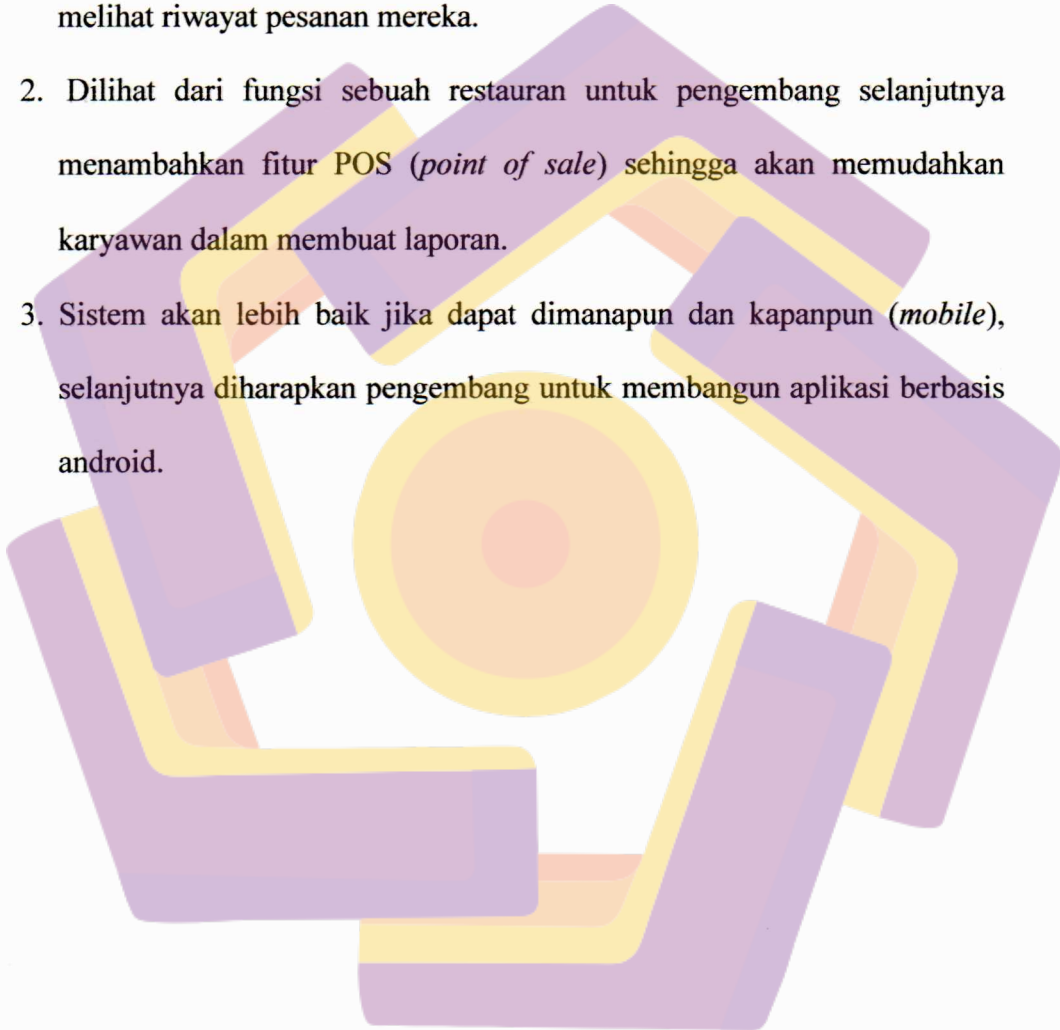 melihat riwayat pesanan mereka.
2. Dilihat dari fungsi sebuah restauran untuk pengembang selanjutnya
menambahkan fitur POS (point of sale) sehingga akan memudahkan
karyawan dalam membuat laporan.
3. Sistem akan lebih baik jika dapat dimanapun dan kapanpun (mobile),
selanjutnya diharapkan pengembang untuk membangun aplikasi berbasis
android.